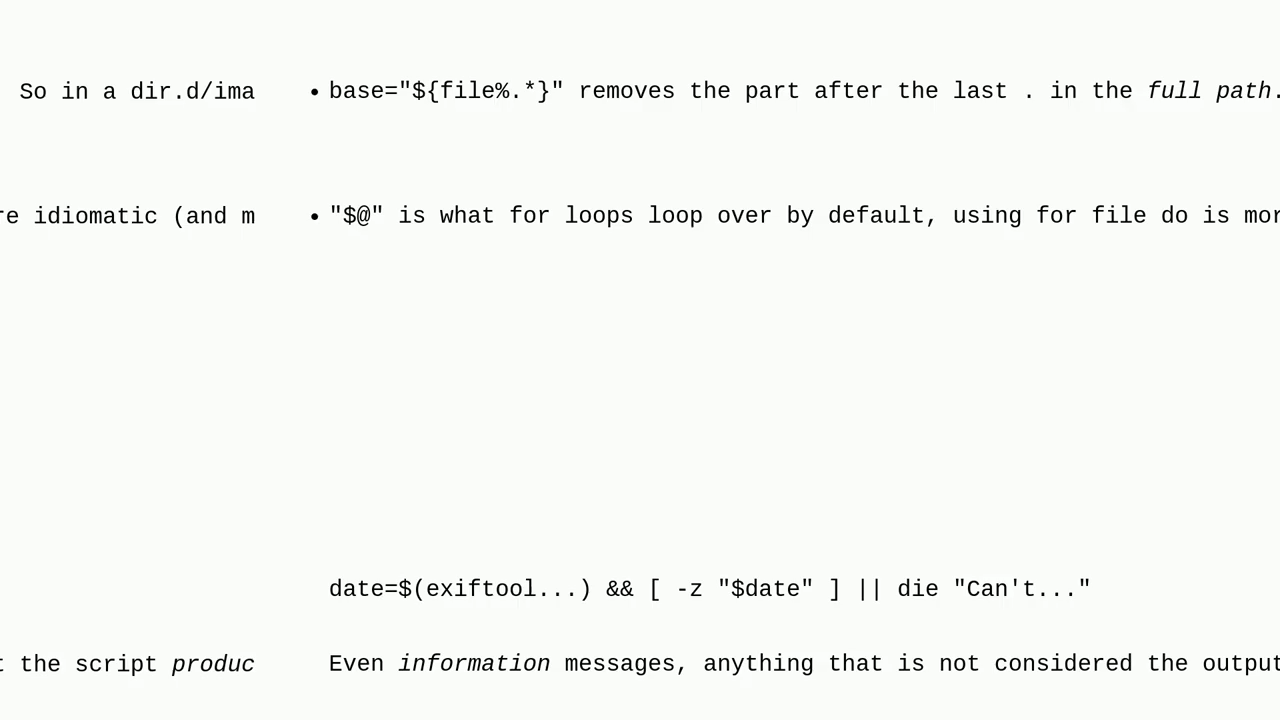 So in a dir.d/ima
• base="${file%.*}" removes the part after the last . in the full path.
re idiomatic (and m
• "$@" is what for loops loop over by default, using for file do is mor
date=$(exiftool...) && [ -z "$date" ] || die "Can't..."
t the script produc
Even information messages, anything that is not considered the output